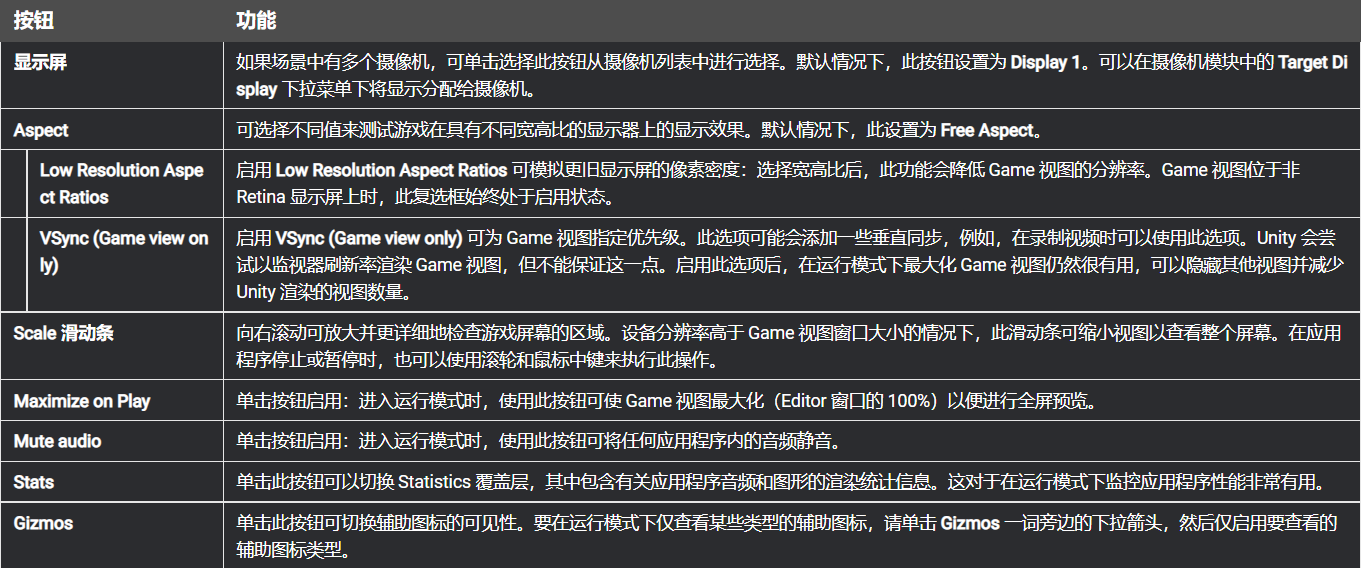 按钮 功能
显示屏 如果场景中有多个摄像机，可单击选择此按钮从摄像机列表中进行选择。默认情况下，此按钮设置为 Display 1。可以在摄像机模块中的 Target Di
splay 下拉菜单下将显示分配给摄像机。
Aspect 可选择不同值来测试游戏在具有不同宽高比的显示器上的显示效果。默认情况下，此设置为 Free Aspect。
Low Resolution Aspe 启用 Low Resolution Aspect Ratios 可模拟更旧显示屏的像素密度：选择宽高比后，此功能会降低 Game 视图的分辨率。Game 视图位于非
ct Ratios Retina 显示屏上时，此复选框始终处于启用状态。
VSync (Game view on 启用 VSync (Game view only) 可为 Game 视图指定优先级。此选项可能会添加一些垂直同步，例如，在录制视频时可以使用此选项。Unity 会尝
ly) 试以监视器刷新率渲染 Game 视图，但不能保证这一点。启用此选项后，在运行模式下最大化 Game 视图仍然很有用，可以隐藏其他视图并减少
Unity 渲染的视图数量。
Scale 滑动条 向右滚动可放大并更详细地检查游戏屏幕的区域。设备分辨率高于 Game 视图窗口大小的情况下，此滑动条可缩小视图以查看整个屏幕。在应用
程序停止或暂停时，也可以使用滚轮和鼠标中键来执行此操作。
Maximize on Play 单击按钮启用：进入运行模式时，使用此按钮可使 Game 视图最大化（Editor 窗口的 100%）以便进行全屏预览。
Mute audio 单击按钮启用：进入运行模式时，使用此按钮可将任何应用程序内的音频静音。
Stats 单击此按钮可以切换 Statistics 覆盖层，其中包含有关应用程序音频和图形的渲染统计信息。这对于在运行模式下监控应用程序性能非常有用。
Gizmos 单击此按钮可切换辅助图标的可见性。要在运行模式下仅查看某些类型的辅助图标，请单击 Gizmos 一词旁边的下拉箭头，然后仅启用要查看的
辅助图标类型。